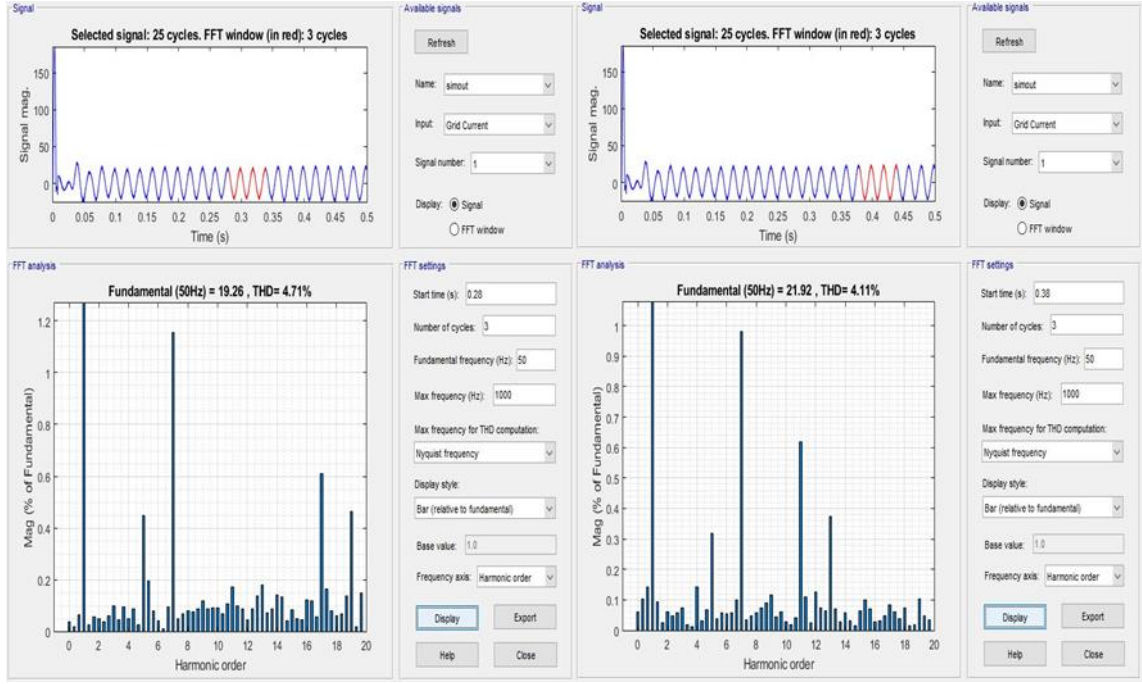 Signal
Selected signal: 25 cycles. FFT window (in red): 3 cycles
150
100
50
0
Signal mag.
0 0.05 0.1 0.15 0.2 0.25 0.3 0.35 0.4 0.45 0.5
Time (s)
Available signals
Refresh
Name: simout
Input: Grid Current
Signal number: 1
Display: Signal
FFT window
FFT analysis
Fundamental (50Hz) = 19.26 , THD= 4.71%
1.2
1
0.8
0.6
0.4
0.2
0
Mag (% of Fundamental)
0 2 4 6 8 10 12 14 16 18 20
Harmonic order
FFT settings
Start time (s): 0.28
Number of cycles: 3
Fundamental frequency (Hz): 50
Max frequency (Hz): 1000
Max frequency for THD computation:
Nyquist frequency
Display style:
Bar (relative to fundamental)
Base value: 1.0
Frequency axis: Harmonic order
Display Export
Help Close
Signal
Selected signal: 25 cycles. FFT window (in red): 3 cycles
150
100
50
0
Signal mag.
0 0.05 0.1 0.15 0.2 0.25 0.3 0.35 0.4 0.45 0.5
Time (s)
Available signals
Refresh
Name: simout
Input: Grid Current
Signal number: 1
Display: Signal
FFT window
FFT analysis
Fundamental (50Hz) = 21.92 , THD= 4.11%
1
0.9
0.8
0.7
0.6
0.5
0.4
0.3
0.2
0.1
0
Mag (% of Fundamental)
0 2 4 6 8 10 12 14 16 18 20
Harmonic order
FFT settings
Start time (s): 0.38
Number of cycles: 3
Fundamental frequency (Hz): 50
Max frequency (Hz): 1000
Max frequency for THD computation:
Nyquist frequency
Display style:
Bar (relative to fundamental)
Base value: 1.0
Frequency axis: Harmonic order
Display Export
Help Close